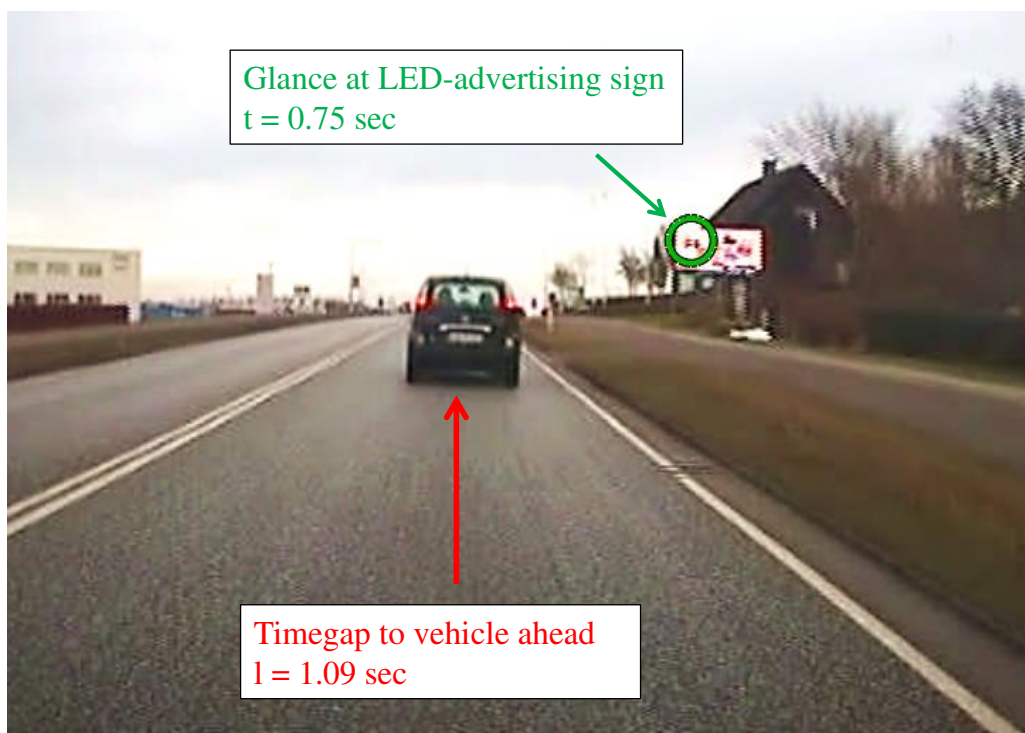 Glance at LED-advertising sign
t = 0.75 sec
Timegap to vehicle ahead
l = 1.09 sec